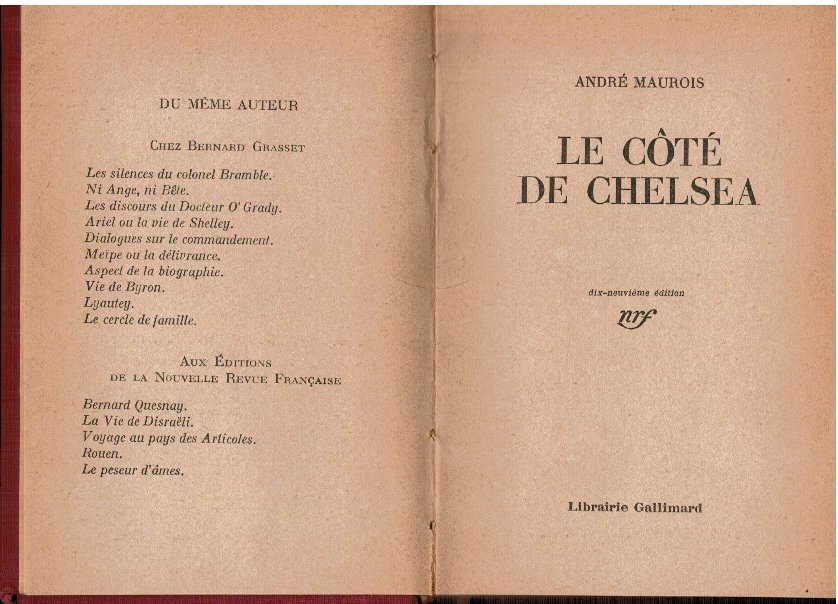 DU MÊME AUTEUR
CHEZ BERNARD GRASSET
Les silences du colonel Bramble.
Ni Ange, ni Bête.
Les discours du Docteur O' Grady.
Ariel ou la vie de Shelley.
Dialogues sur le commandement.
Meïpe ou la délivrance.
Aspect de la biographie.
Vie de Byron.
Lyautey.
Le cercle de famille.
AUX ÉDITIONS
DE LA NOUVELLE REVUE FRANÇAISE
Bernard Quesnay.
La Vie de Disraëli.
Voyage au pays des Articoles.
Rouen.
Le peseur d'âmes.
ANDRÉ MAUROIS
LE CÔTÉ
DE CHELSEA
dix-neuvième édition
nrf
Librairie Gallimard